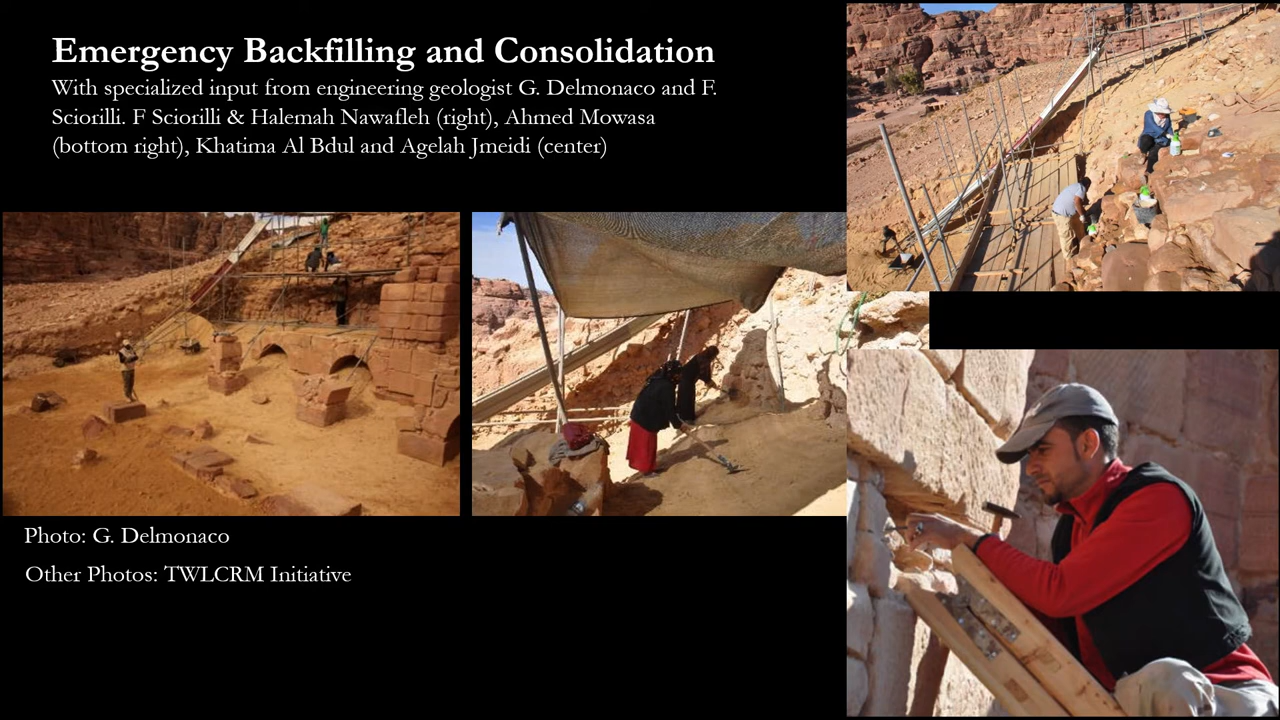 Emergency Backfilling and Consolidation
With specialized input from engineering geologist G. Delmonaco and F.
Sciorilli. F Sciorilli & Halemah Nawafleh (right), Ahmed Mowasa
(bottom right), Khatima Al Bdul and Agelah Jmeidi (center)
Photo: G. Delmonaco
Other Photos: TWLCRM Initiative